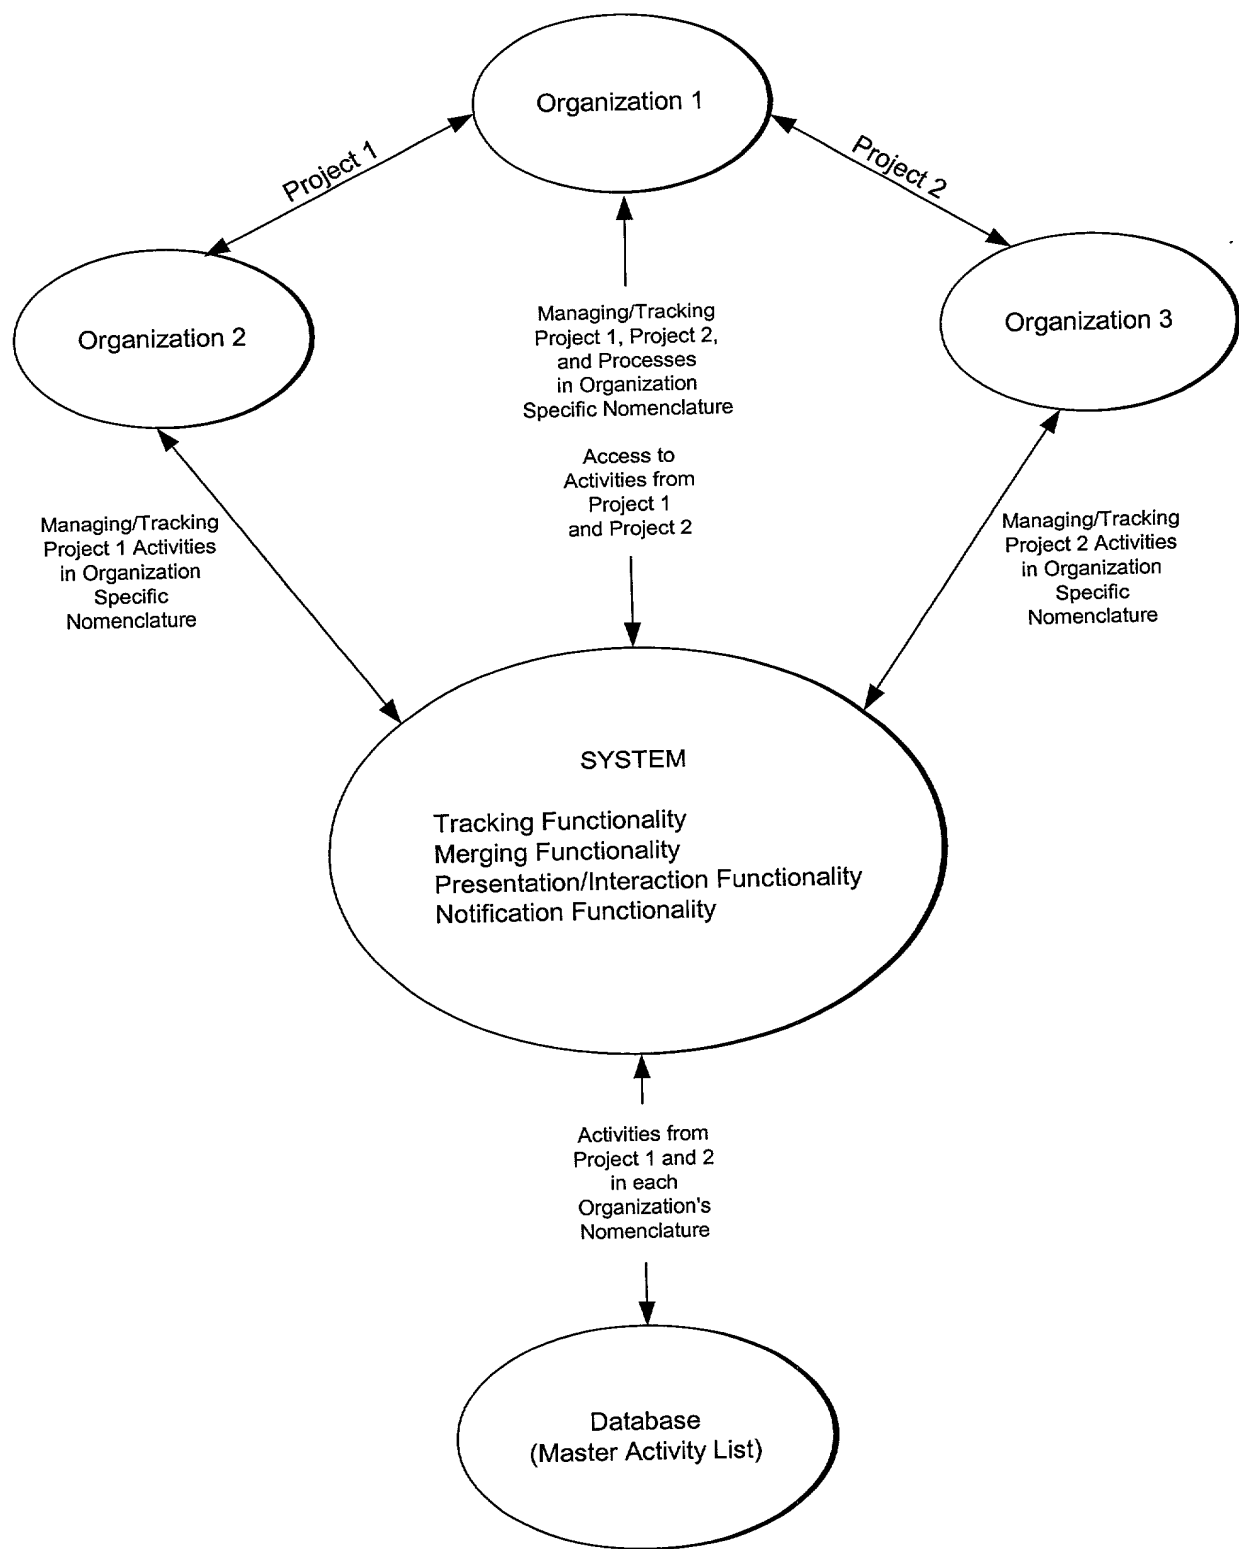 Organization 1
Project 1
Project 2
Organization 2
Organization 3
Managing/Tracking
Project 1, Project 2,
and Processes
in Organization
Specific Nomenclature
Access to
Activities from
Project 1
and Project 2
Managing/Tracking
Project 1 Activities
in Organization
Specific
Nomenclature
Managing/Tracking
Project 2 Activities
in Organization
Specific
Nomenclature
SYSTEM
Tracking Functionality
Merging Functionality
Presentation/Interaction Functionality
Notification Functionality
Activities from
Project 1 and 2
in each
Organization's
Nomenclature
Database
(Master Activity List)